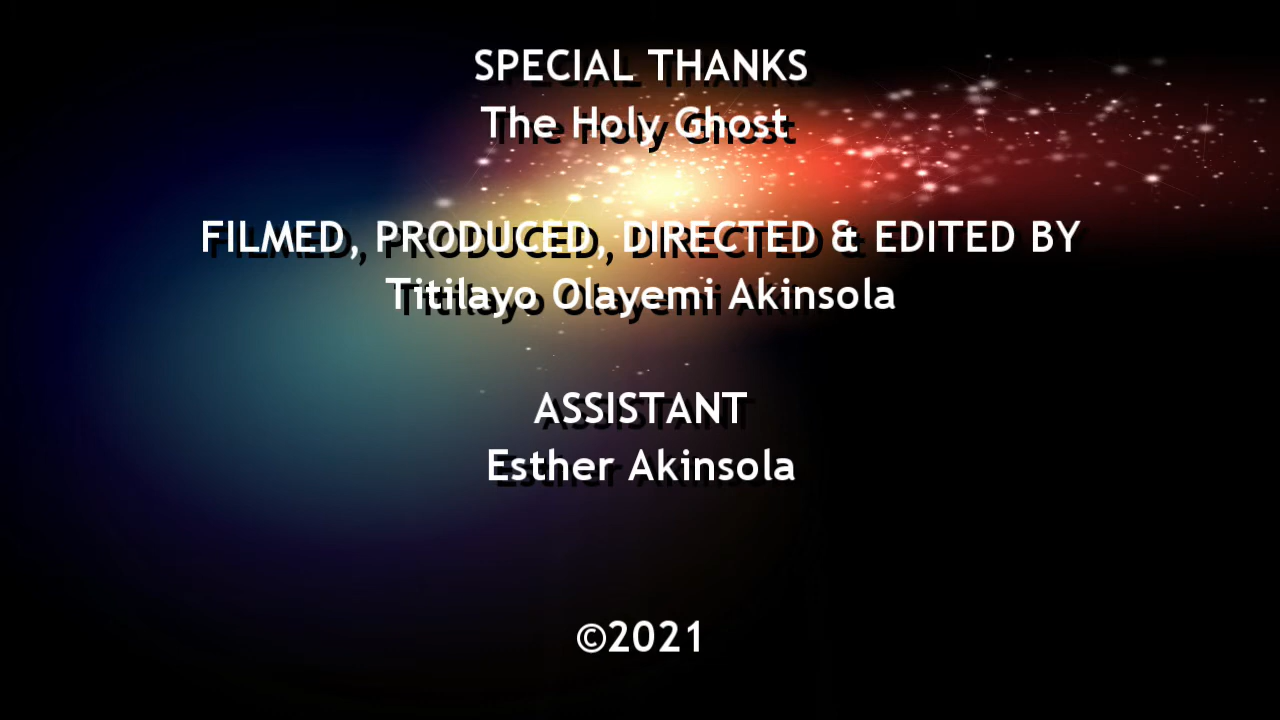 SPECIAL THANKS
The Holy Ghost
FILMED, PRODUCED, DIRECTED & EDITED BY
Titilayo Olayemi Akinsola
ASSISTANT
Esther Akinsola
©2021